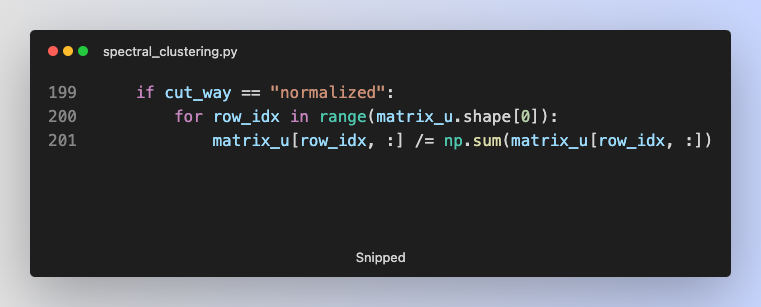 spectral_clustering.py
199     if cut_way == "normalized":
200         for row_idx in range(matrix_u.shape[0]):
201             matrix_u[row_idx, :] /= np.sum(matrix_u[row_idx, :])
Snipped